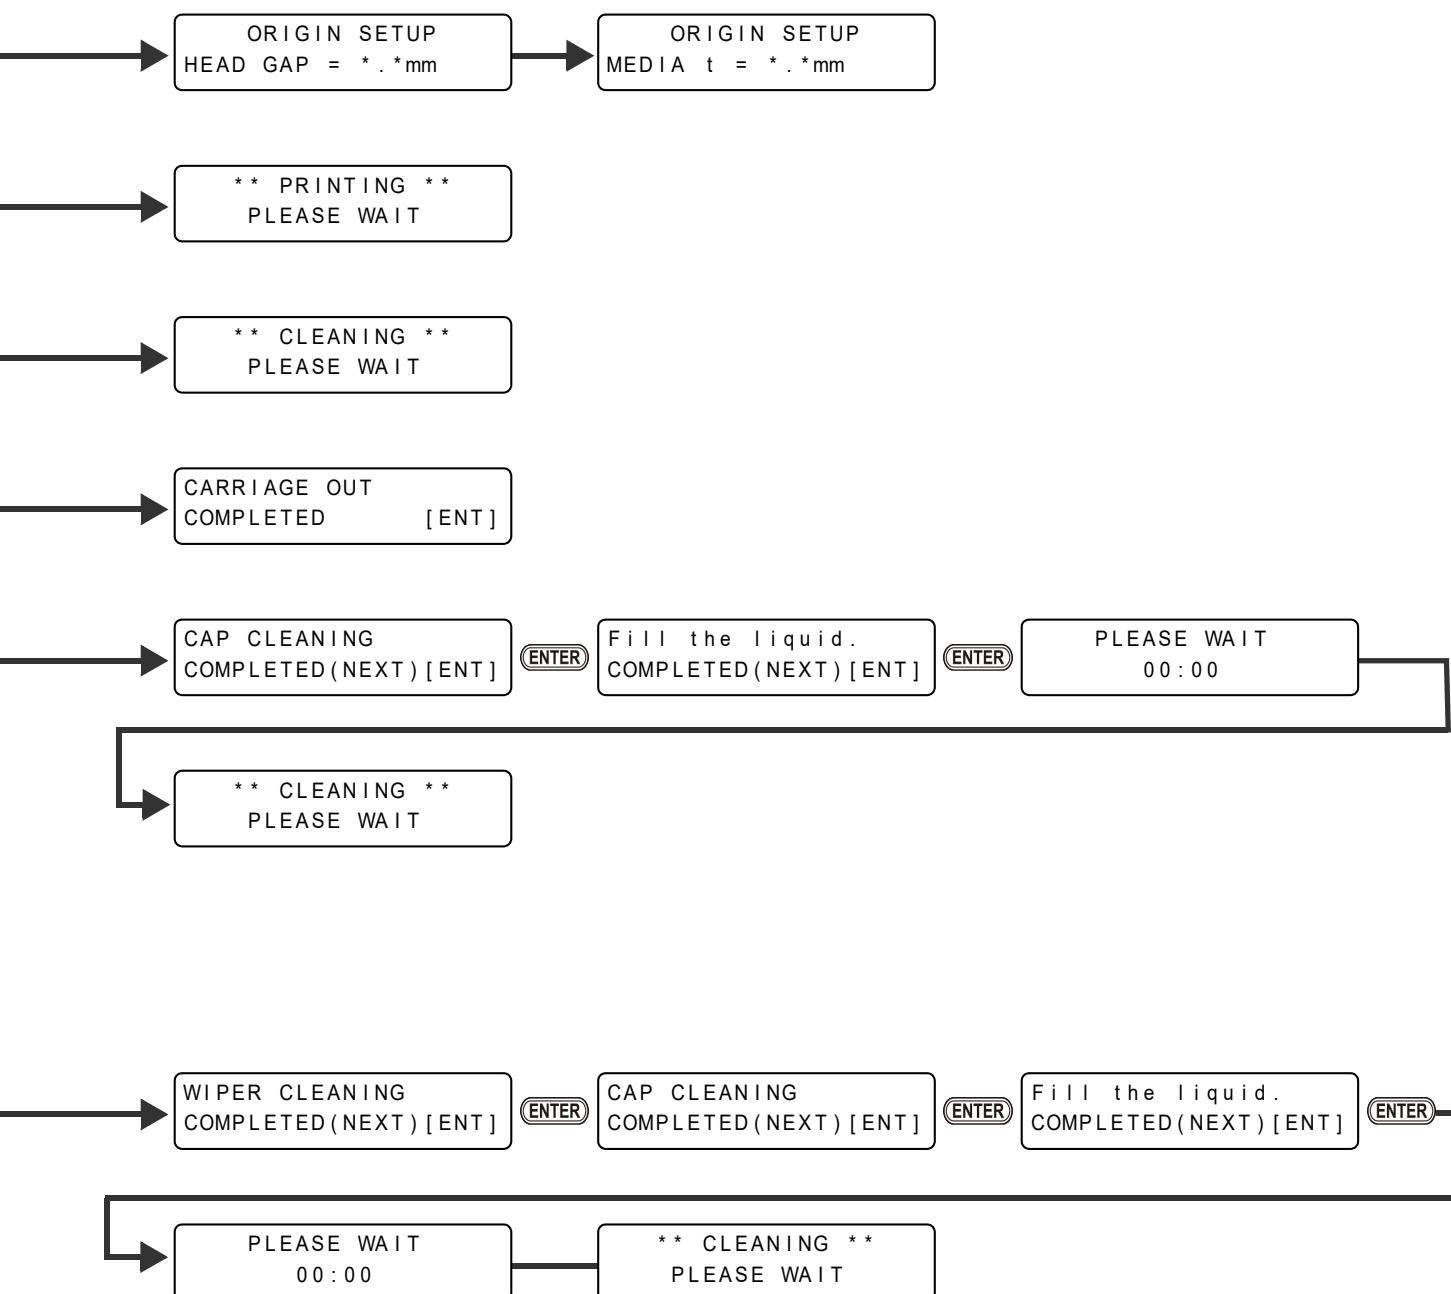 ORIGIN SETUP
HEAD GAP = *.*mm
ORIGIN SETUP
MEDIA t = *.*mm
** PRINTING **
PLEASE WAIT
** CLEANING **
PLEASE WAIT
CARRIAGE OUT
COMPLETED [ENT]
CAP CLEANING
COMPLETED(NEXT)[ENT]
ENTER
Fill the liquid.
COMPLETED(NEXT)[ENT]
ENTER
PLEASE WAIT
00:00
** CLEANING **
PLEASE WAIT
WIPER CLEANING
COMPLETED(NEXT)[ENT]
ENTER
CAP CLEANING
COMPLETED(NEXT)[ENT]
ENTER
Fill the liquid.
COMPLETED(NEXT)[ENT]
ENTER
PLEASE WAIT
00:00
** CLEANING **
PLEASE WAIT